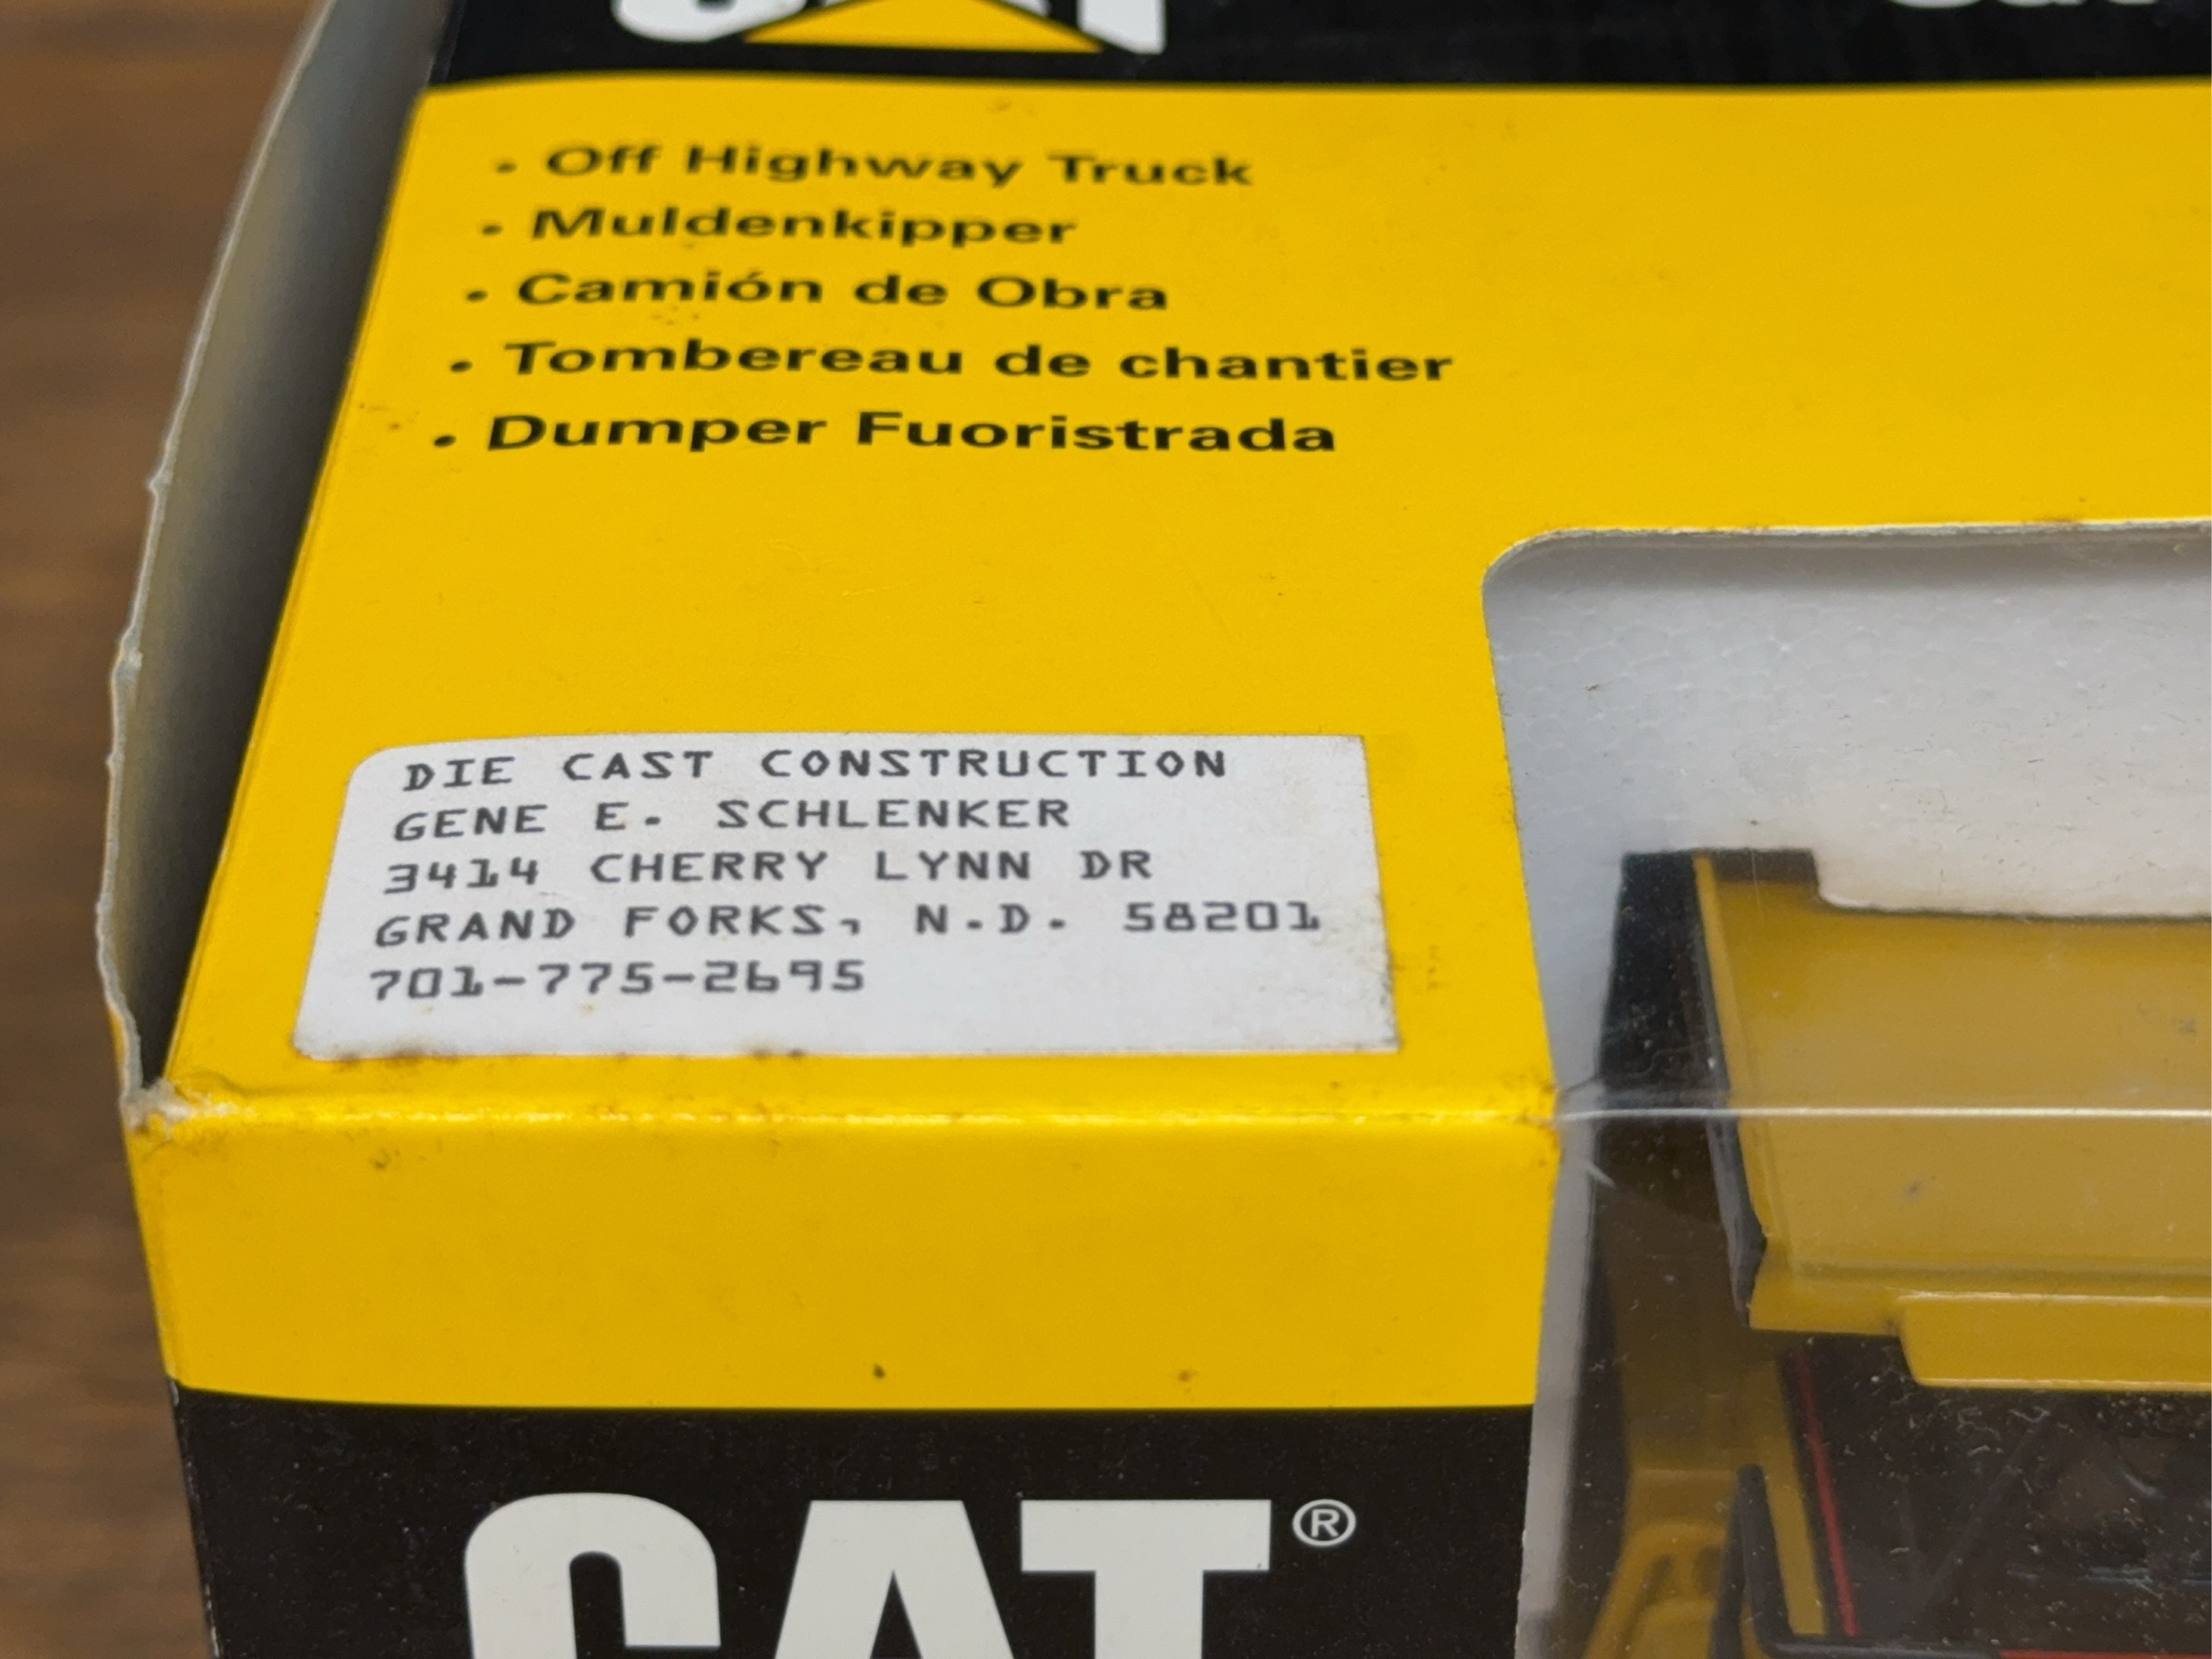 CAT
• Off Highway Truck
• Muldenkipper
• Camión de Obra
• Tombereau de chantier
• Dumper Fuoristrada
DIE CAST CONSTRUCTION
GENE E. SCHLENKER
3414 CHERRY LYNN DR
GRAND FORKS, N.D. 58201
701-775-2695
CAT®